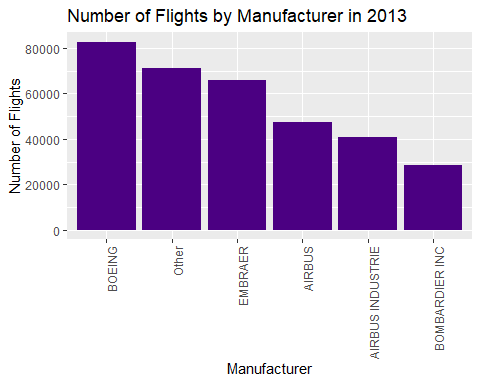 Number of Flights by Manufacturer in 2013
Number of Flights
80000
60000
40000
20000
0
BOEING
Other
EMBRAER
AIRBUS
AIRBUS INDUSTRIE
BOMBARDIER INC
Manufacturer